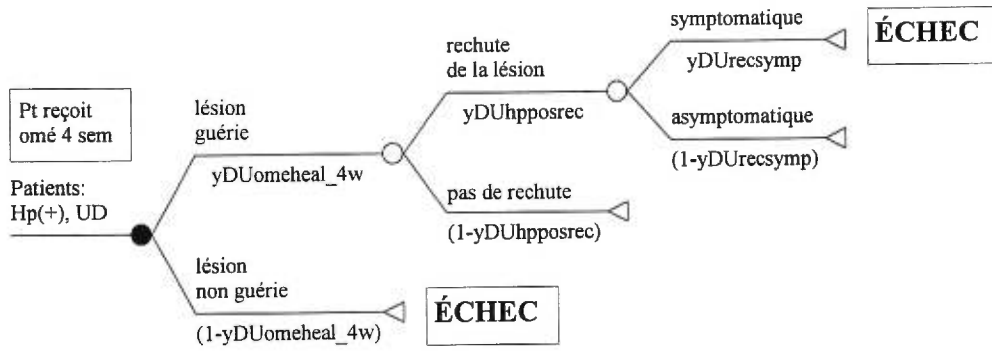 symptomatique
ÉCHEC
yDUrecsymp
rechute
de la lésion
yDUhpposrec
asymptomatique
(1-yDUrecsymp)
Pt reçoit
omé 4 sem
lésion
guérie
yDUomeheal_4w
pas de rechute
(1-yDUhpposrec)
Patients:
Hp(+), UD
lésion
non guérie
ÉCHEC
(1-yDUomeheal_4w)